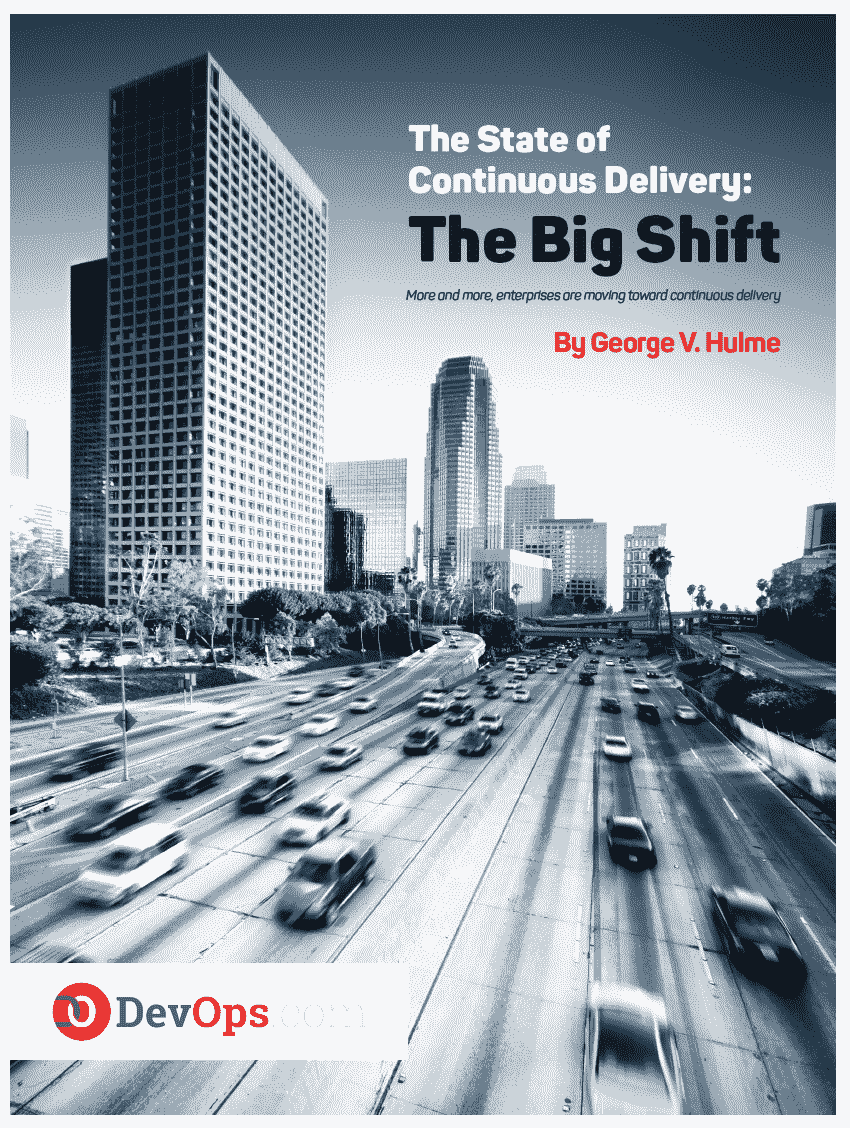 The State of
Continuous Delivery:
The Big Shift
More and more, enterprises are moving toward continuous delivery
By George V. Hulme
DevOps.com